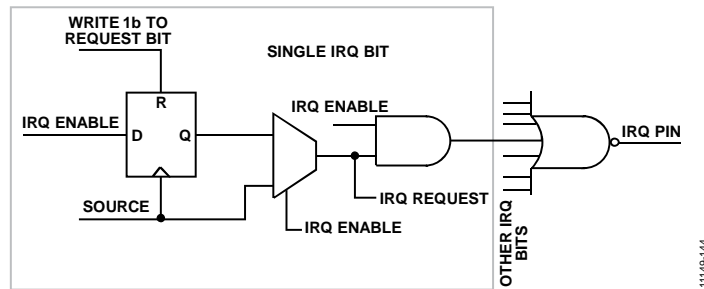 WRITE 1b TO
REQUEST BIT
SINGLE IRQ BIT
R
IRQ ENABLE
IRQ ENABLE
D
Q
IRQ PIN
SOURCE
IRQ REQUEST
IRQ ENABLE
OTHER IRQ
BITS
11149-144